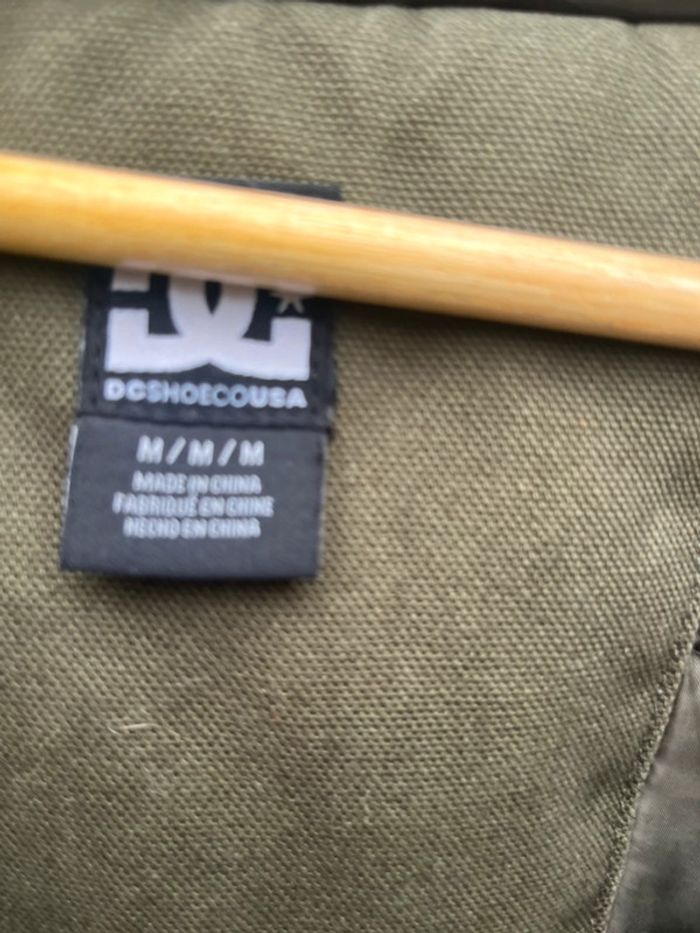 DCSHOECOUSA
M/M/M
MADE IN CHINA
FABRIQUÉ EN CHINE
HECHO EN CHINA